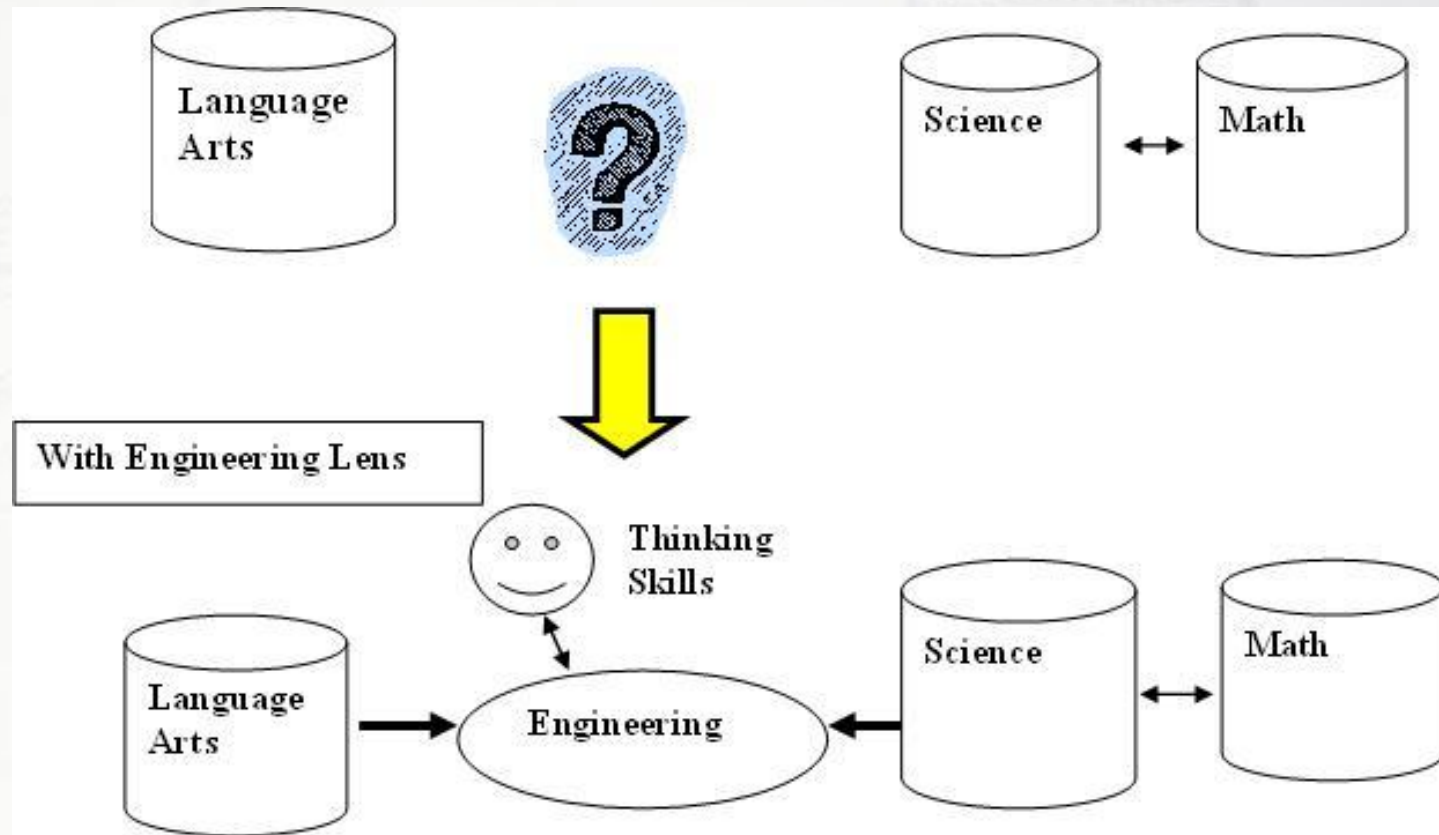 Language
Arts
?
Science
Math
With Engineering Lens
Thinking
Skills
Language
Arts
Engineering
Science
Math